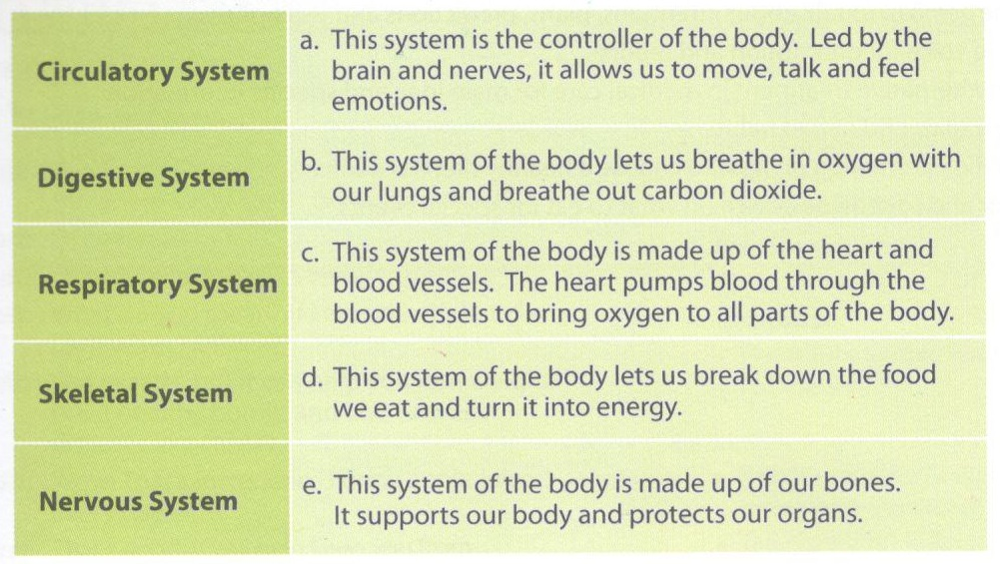 Circulatory System
a. This system is the controller of the body. Led by the
brain and nerves, it allows us to move, talk and feel
emotions.
Digestive System
b. This system of the body lets us breathe in oxygen with
our lungs and breathe out carbon dioxide.
Respiratory System
c. This system of the body is made up of the heart and
blood vessels. The heart pumps blood through the
blood vessels to bring oxygen to all parts of the body.
Skeletal System
d. This system of the body lets us break down the food
we eat and turn it into energy.
Nervous System
e. This system of the body is made up of our bones.
It supports our body and protects our organs.